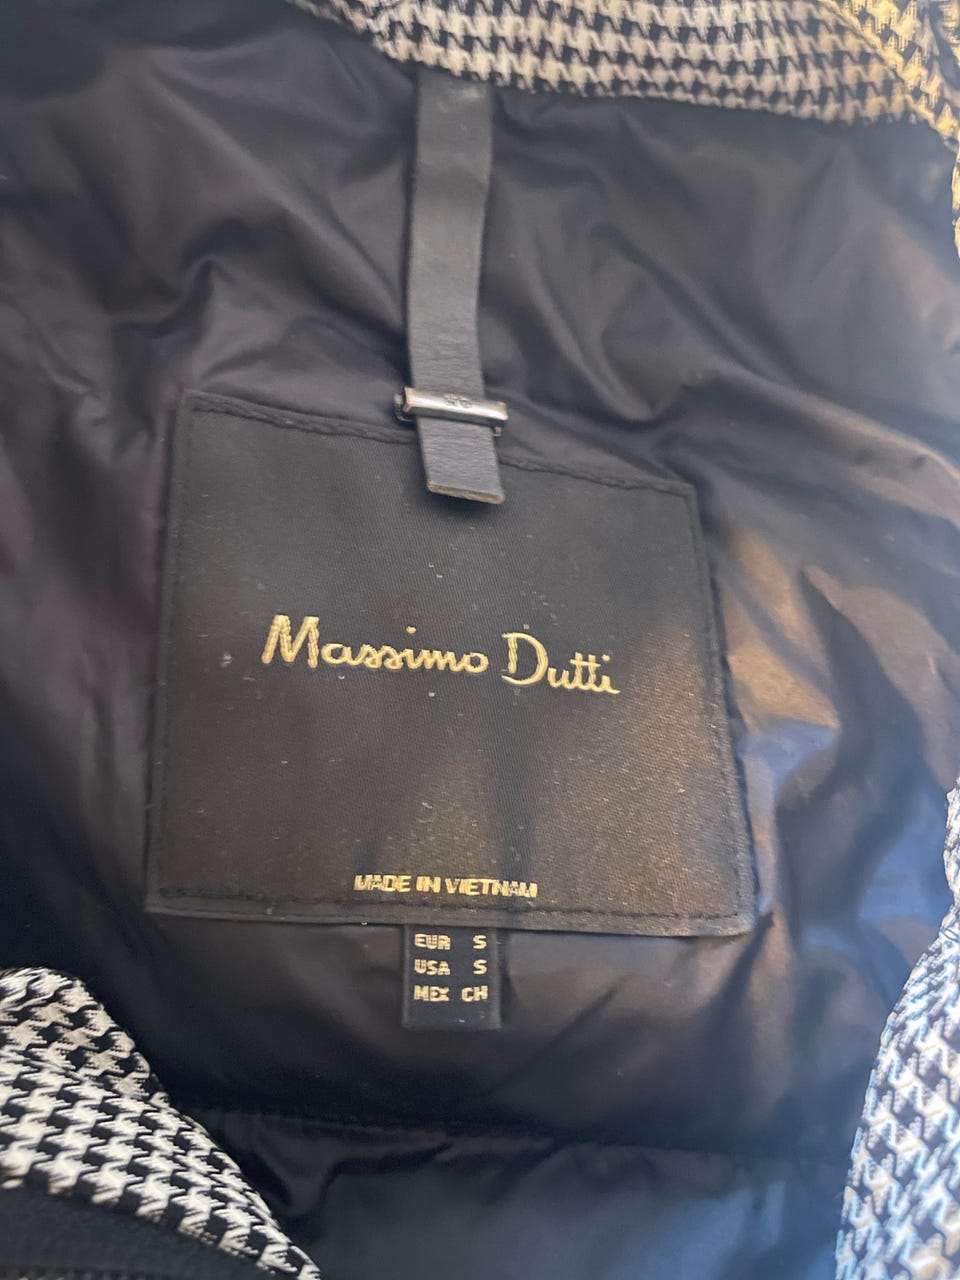 Massimo Dutti
MADE IN VIETNAM
EUR S
USA S
MEX CH